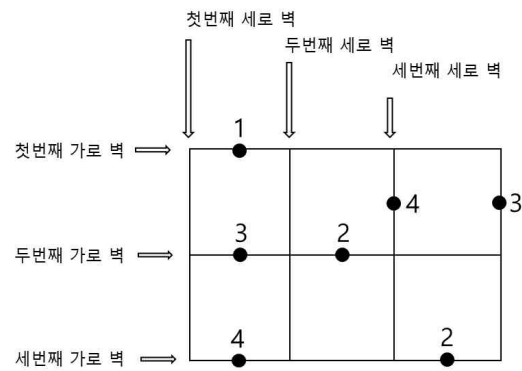 첫번째 세로 벽
두번째 세로 벽
세번째 세로 벽
1
첫번째 가로 벽
4
3
3
2
두번째 가로 벽
4
2
세번째 가로 벽